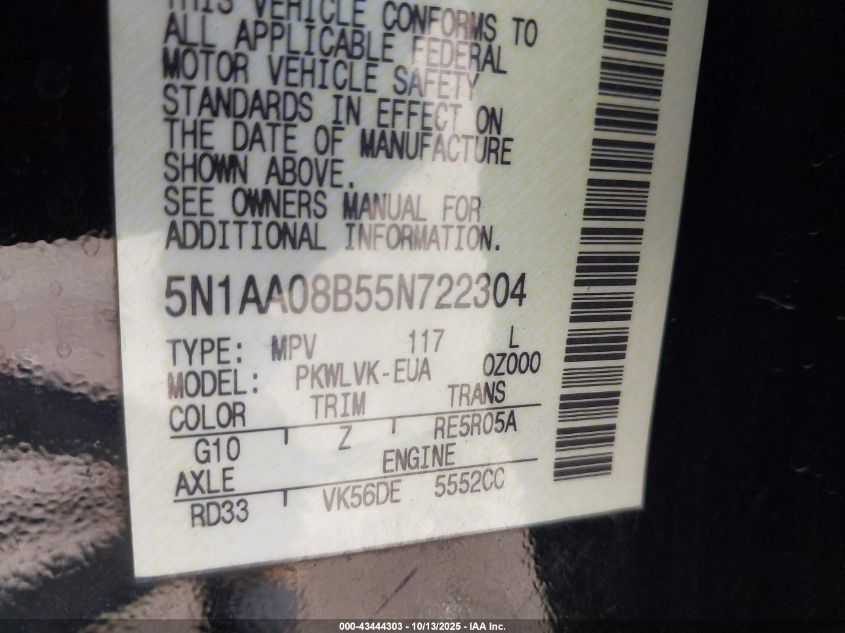 THIS VEHICLE CONFORMS TO
ALL APPLICABLE FEDERAL
MOTOR VEHICLE SAFETY
STANDARDS IN EFFECT ON
THE DATE OF MANUFACTURE
SHOWN ABOVE.
SEE OWNERS MANUAL FOR
ADDITIONAL INFORMATION.
5N1AA08B55N722304
TYPE: MPV 117 L
MODEL: PKWLVK-EUA 0Z000
COLOR TRIM TRANS
G10 Z RE5R05A
AXLE ENGINE
RD33 VK56DE 5552CC
000-43444303 | 10/13/2025 | IAA Inc.